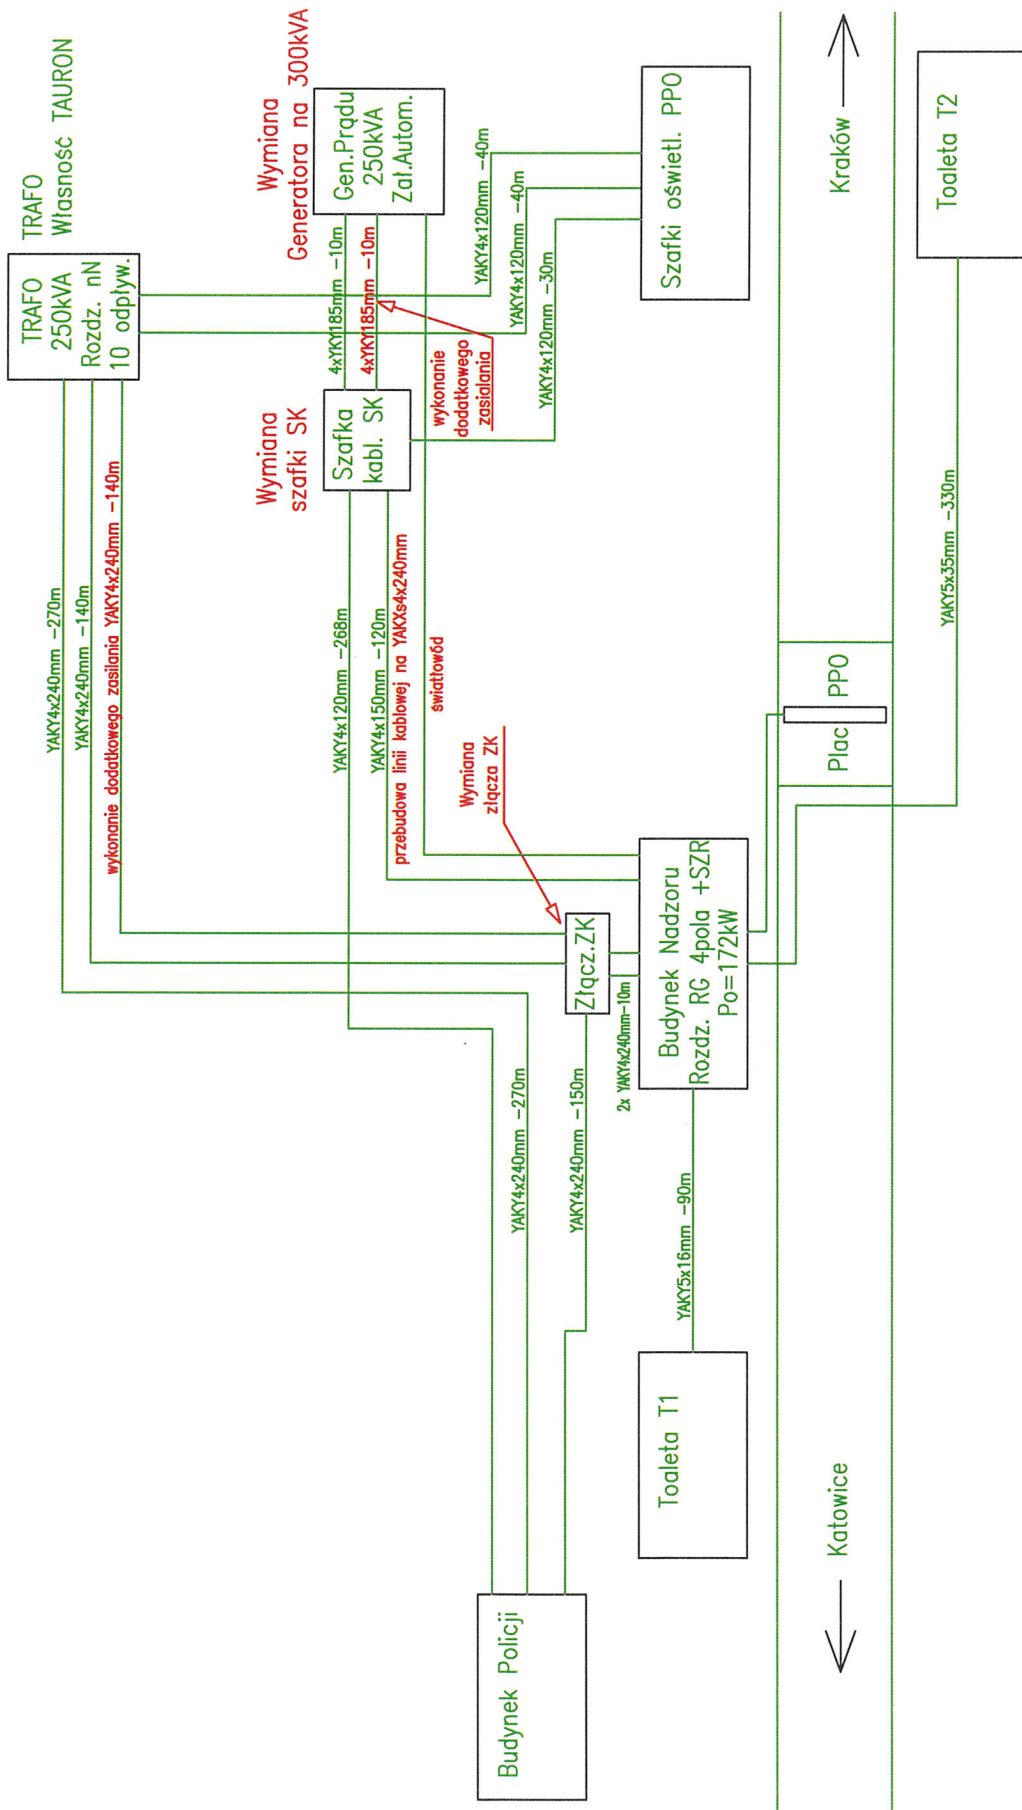 TRAFO
Własność TAURON
TRAFO
250kVA
Rozdz. nN
10 odpływ.
Wymiana
Generatora na 300kVA
Gen.Prądu
250kVA
Zał.Autom.
YAKY4x240mm -270m
YAKY4x240mm -140m
wykonanie dodatkowego zasilania YAKY4x240mm -140m
Wymiana
szafki SK
Szafka
kabl. SK
4xYKY185mm -10m
4xYKY185mm -10m
wykonanie
dodatkowego
zasialania
YAKY4x120mm -40m
YAKY4x120mm -40m
YAKY4x120mm -30m
Szafki oświetl. PPO
YAKY4x120mm -268m
YAKY4x150mm -120m
przebudowa linii kablowej na YAKXs4x240mm
światłowód
Wymiana
złącza ZK
Złącz.ZK
YAKY4x240mm -270m
YAKY4x240mm -150m
2x YAKY4x240mm-10m
Budynek Nadzoru
Rozdz. RG 4pola +SZR
Po=172kW
Budynek Policji
YAKY5x16mm -90m
Toaleta T1
Plac PPO
YAKY5x35mm -330m
Toaleta T2
Katowice
Kraków